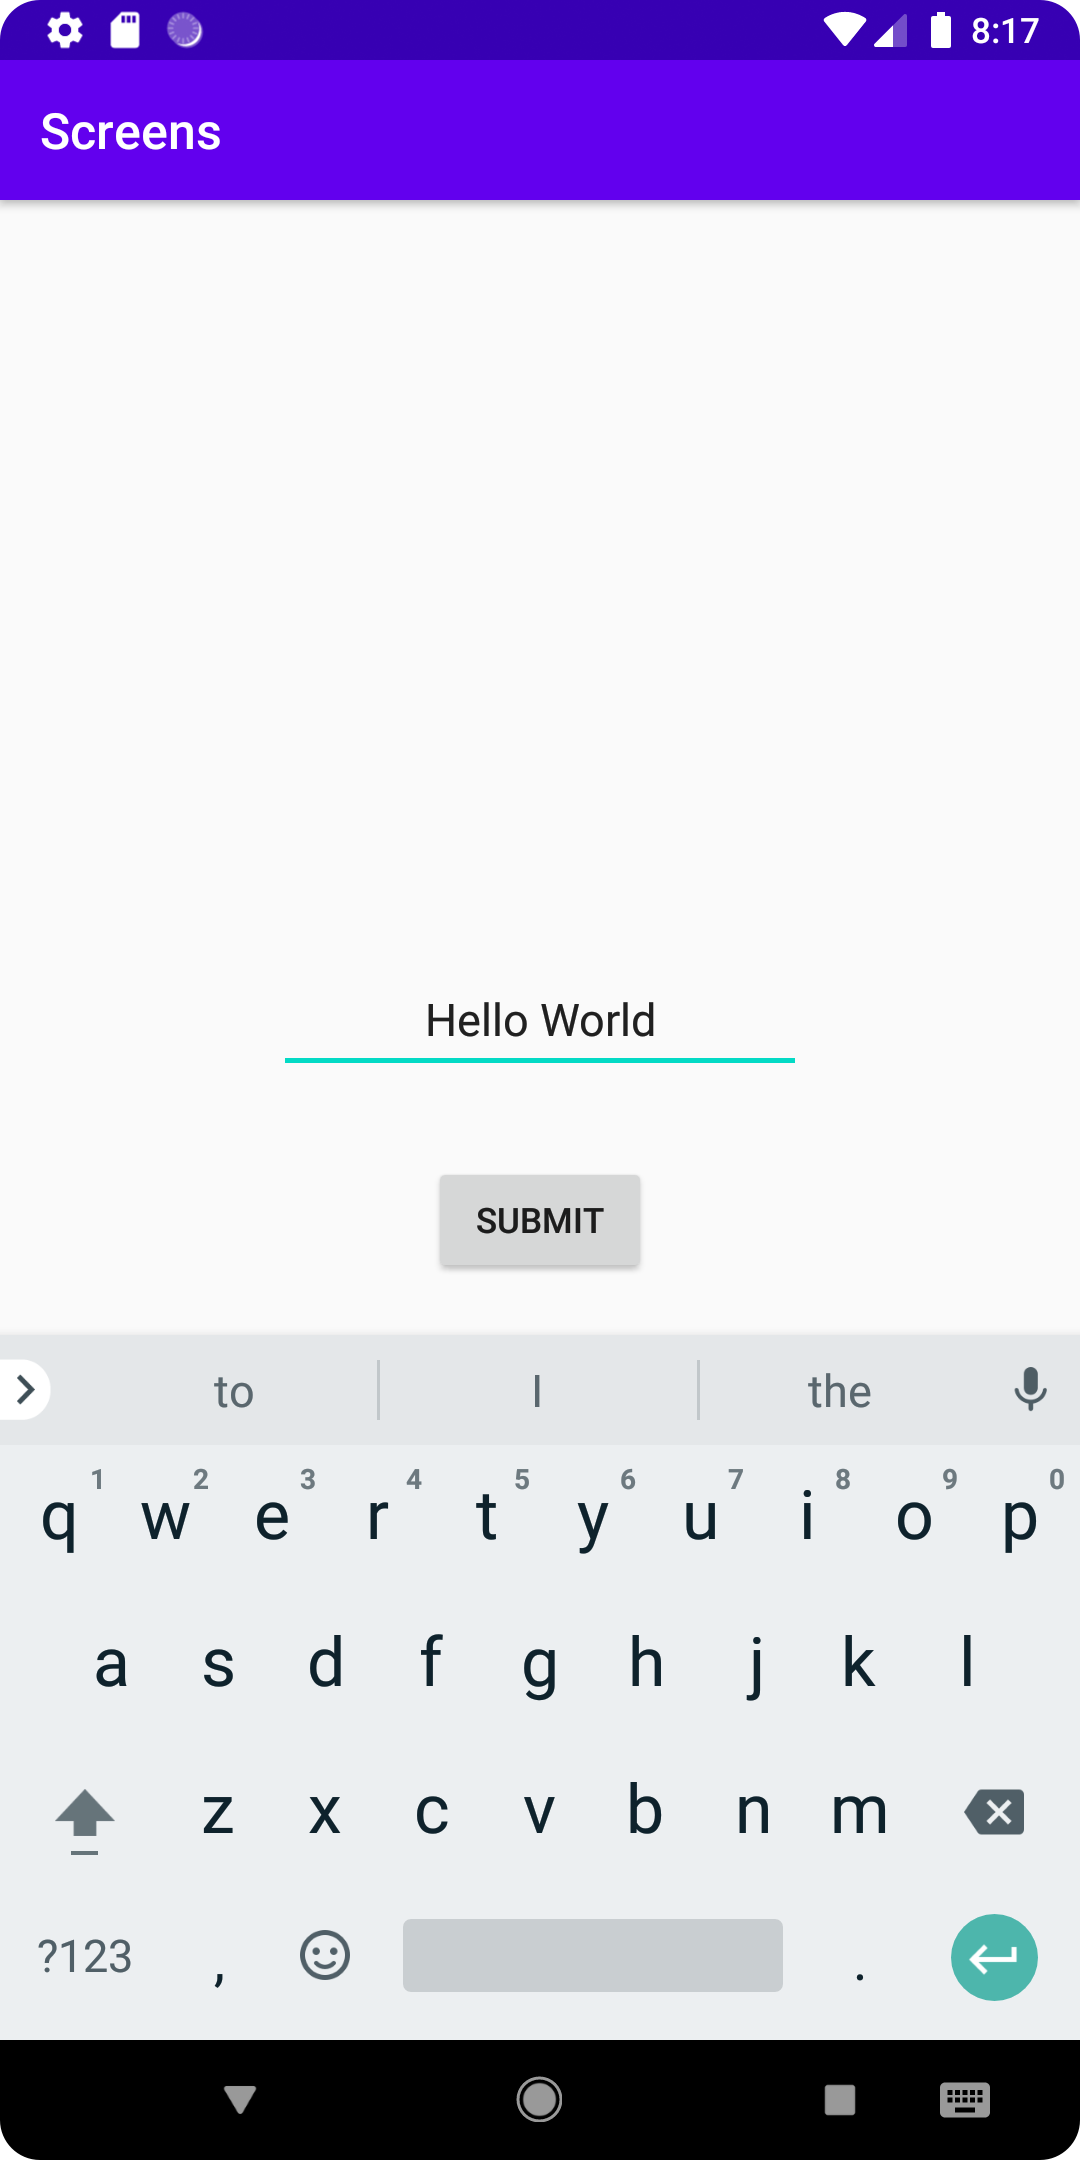 8:17
Screens
Hello World
SUBMIT
to I the
1 2 3 4 5 6 7 8 9 0
q w e r t y u i o p
a s d f g h j k l
z x c v b n m
?123 , .